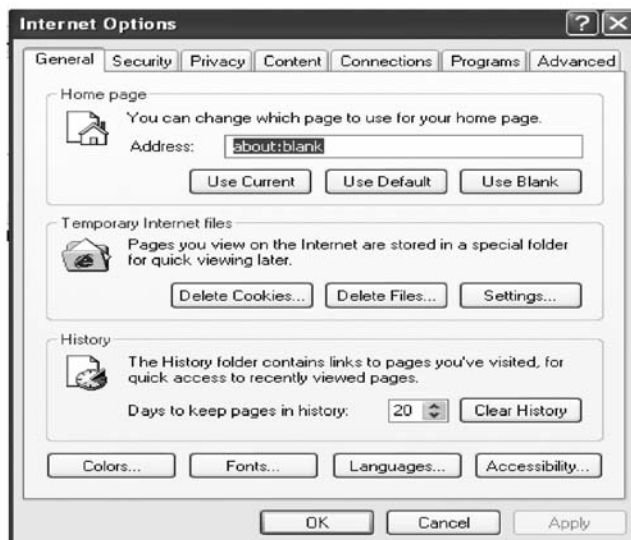 Internet Options
General Security Privacy Content Connections Programs Advanced
Home page
You can change which page to use for your home page.
Address: about:blank
Use Current Use Default Use Blank
Temporary Internet files
Pages you view on the Internet are stored in a special folder
for quick viewing later.
Delete Cookies... Delete Files... Settings...
History
The History folder contains links to pages you've visited, for
quick access to recently viewed pages.
Days to keep pages in history: 20 Clear History
Colors... Fonts... Languages... Accessibility...
OK Cancel Apply